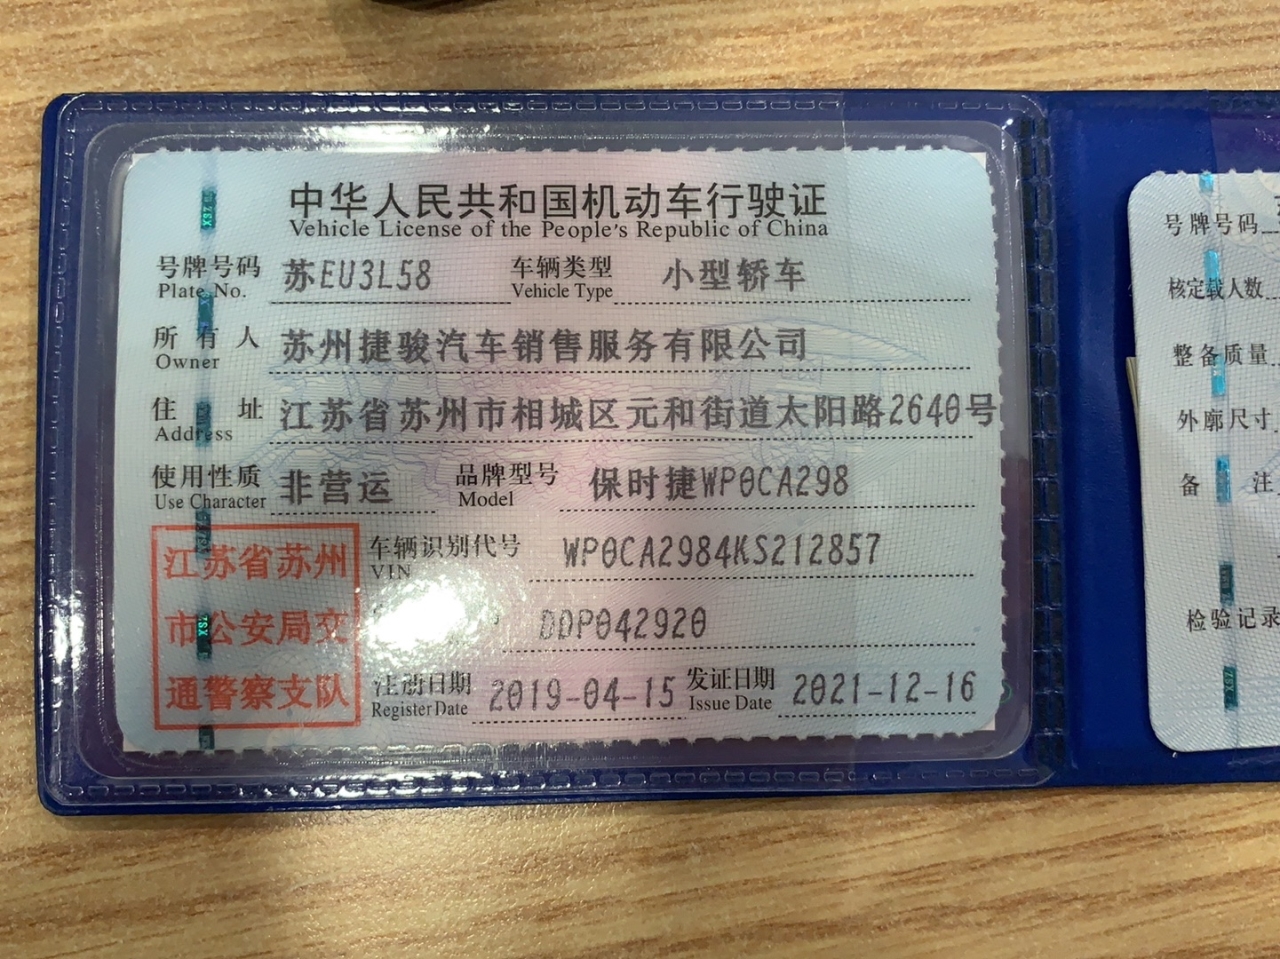 中华人民共和国机动车行驶证
Vehicle License of the People's Republic of China
号牌号码 苏EU3L58 车辆类型 小型轿车
Plate No. Vehicle Type
所有人 苏州捷骏汽车销售服务有限公司
Owner
住址 江苏省苏州市相城区元和街道太阳路2640号
Address
使用性质 非营运 品牌型号 保时捷WP0CA298
Use Character Model
江苏省苏州
市公安局交
通警察支队
车辆识别代号 WP0CA2984KS212857
VIN
DDP042920
注册日期 2019-04-15 发证日期 2021-12-16
Register Date Issue Date
号牌号码
核定载人数
整备质量
外廓尺寸
备注
检验记录